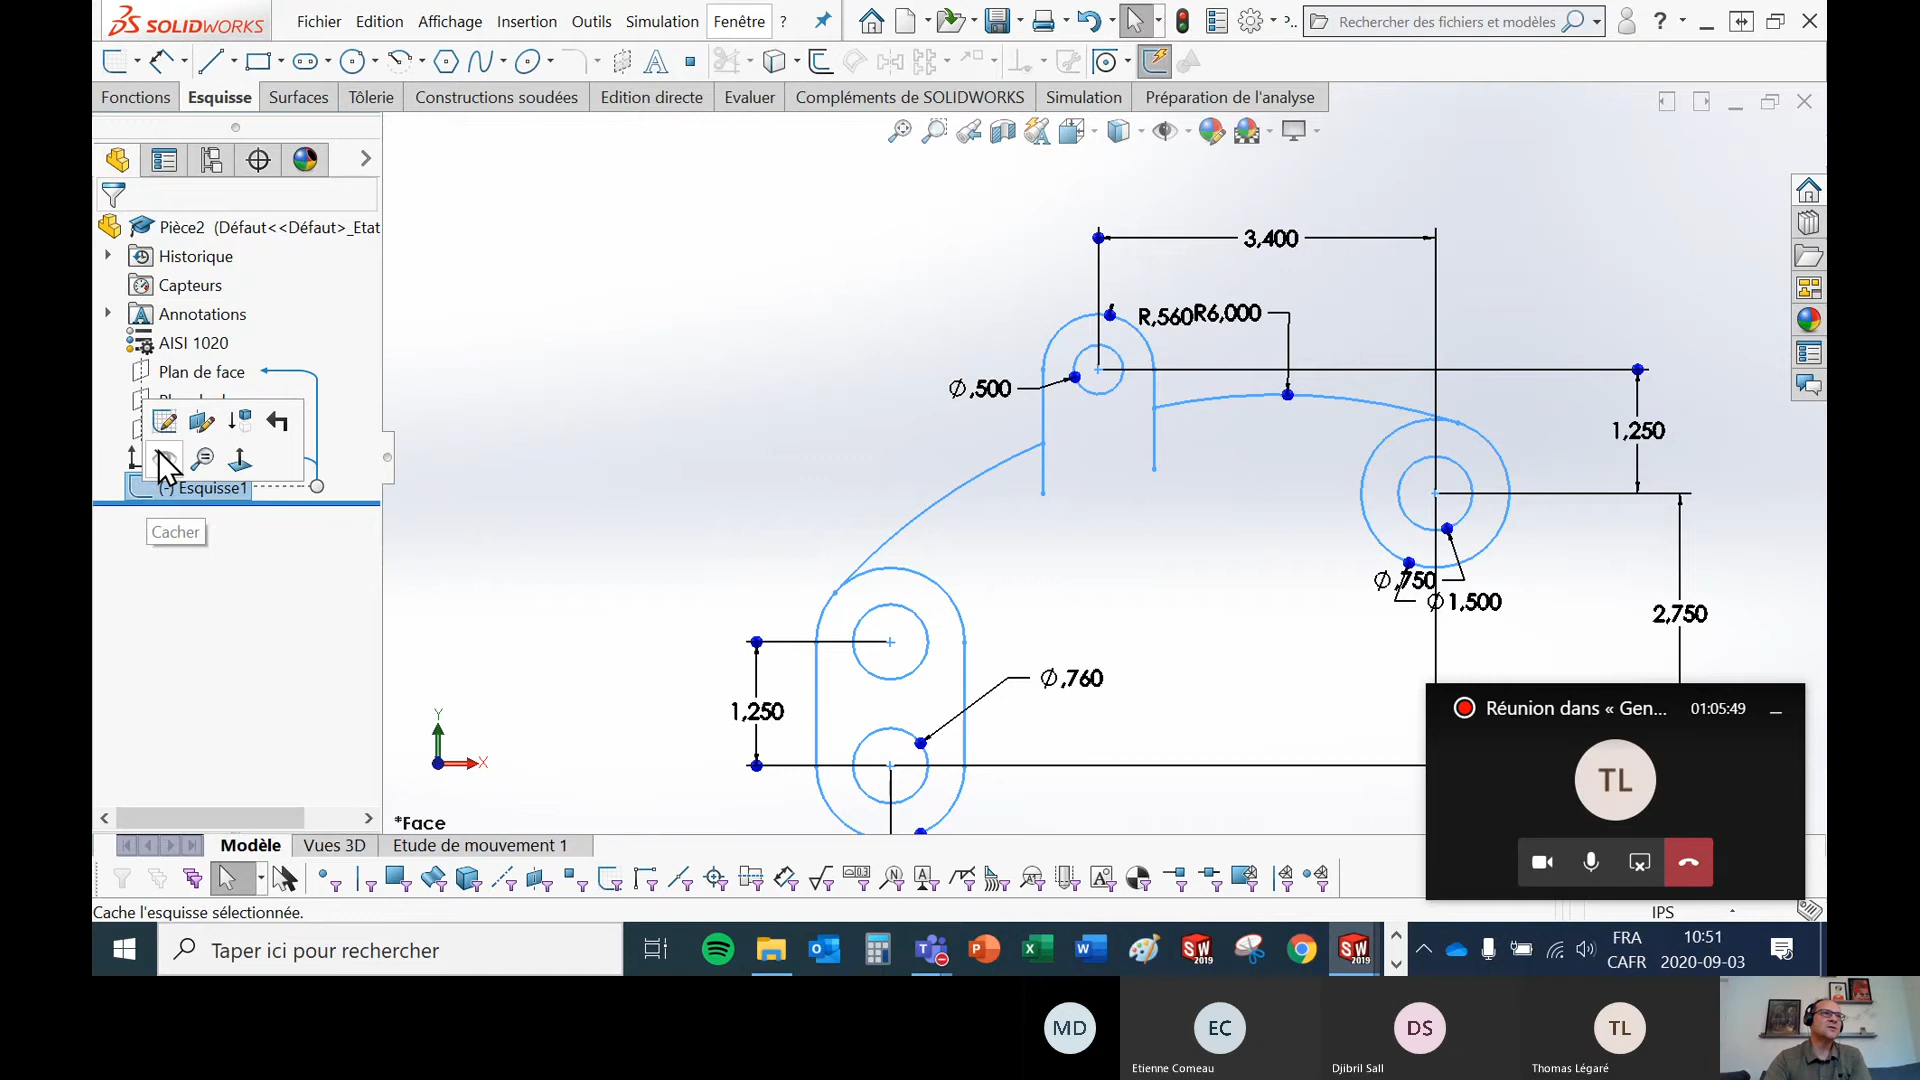 SOLIDWORKS
Fichier Edition Affichage Insertion Outils Simulation Fenêtre ?
Rechercher des fichiers et modèles
?
Fonctions Esquisse Surfaces Tôlerie Constructions soudées Edition directe Evaluer Compléments de SOLIDWORKS Simulation Préparation de l'analyse
Pièce2 (Défaut<<Défaut>_Etat
Historique
Capteurs
Annotations
AISI 1020
Plan de face
(-) Esquisse1
Cacher
3,400
R,560
R6,000
∅,500
1,250
∅,750
∅1,500
2,750
∅,760
1,250
Y
X
*Face
Réunion dans « Gen... 01:05:49
TL
Modèle Vues 3D Etude de mouvement 1
Cache l'esquisse sélectionnée.
IPS
Taper ici pour rechercher
FRA
CAFR
10:51
2020-09-03
MD
EC
DS
TL
Etienne Comeau
Djibril Sall
Thomas Légaré